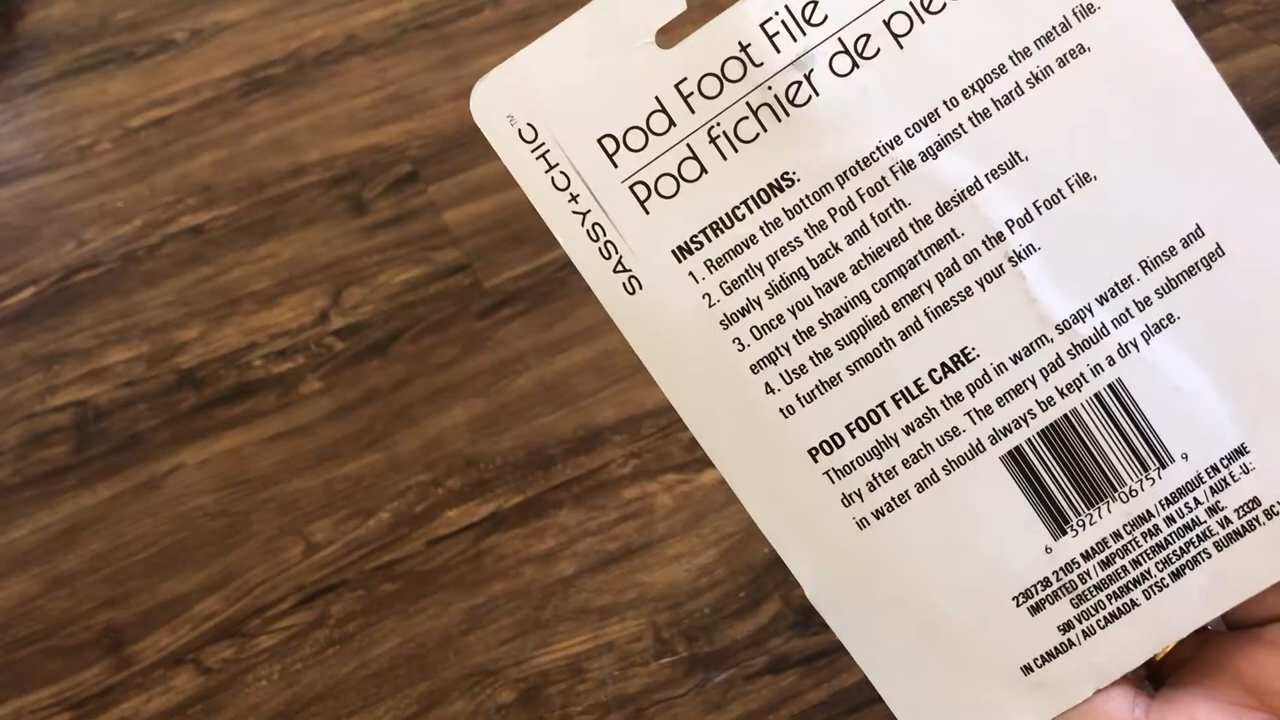 SASSY+CHIC™
Pod Foot File
Pod fichier de pied
INSTRUCTIONS:
1. Remove the bottom protective cover to expose the metal file.
2. Gently press the Pod Foot File against the hard skin area,
slowly sliding back and forth.
3. Once you have achieved the desired result,
empty the shaving compartment.
4. Use the supplied emery pad on the Pod Foot File,
to further smooth and finesse your skin.
POD FOOT FILE CARE:
Thoroughly wash the pod in warm, soapy water. Rinse and
dry after each use. The emery pad should not be submerged
in water and should always be kept in a dry place.
6 39277 06757 9
230738 2105 MADE IN CHINA / FABRIQUÉ EN CHINE
IMPORTED BY / IMPORTÉ PAR IN U.S.A. / AUX É.-U.:
GREENBRIER INTERNATIONAL, INC.
500 VOLVO PARKWAY, CHESAPEAKE, VA 23320
IN CANADA / AU CANADA: DTSC IMPORTS BURNABY, BC